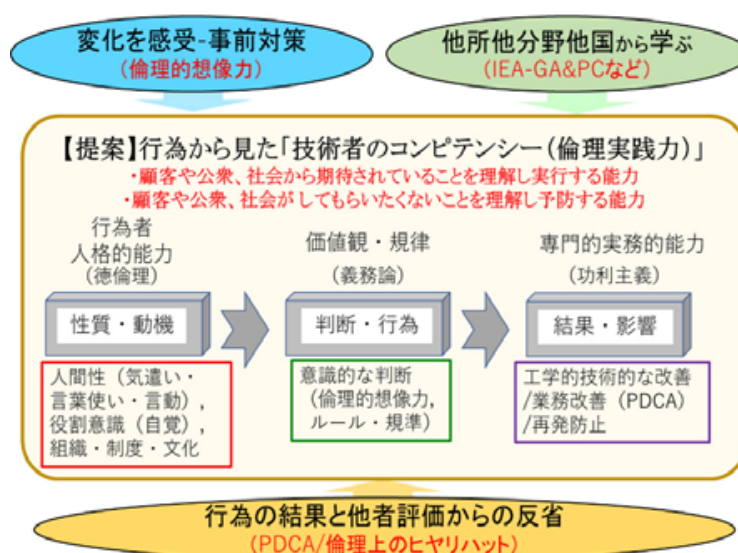 変化を感受-事前対策
(倫理的想像力)
他所他分野他国から学ぶ
(IEA-GA&PCなど)
【提案】行為から見た「技術者のコンピテンシー(倫理実践力)」
・顧客や公衆、社会から期待されていることを理解し実行する能力
・顧客や公衆、社会がしてもらいたくないことを理解し予防する能力
行為者
人格的能力
(徳倫理)
性質・動機
人間性(気遣い・
言葉使い・言動),
役割意識(自覚),
組織・制度・文化
価値観・規律
(義務論)
判断・行為
意識的な判断
(倫理的想像力,
ルール・規準)
専門的実務的能力
(功利主義)
結果・影響
工学的技術的な改善
/業務改善(PDCA)
/再発防止
行為の結果と他者評価からの反省
(PDCA/倫理上のヒヤリハット)